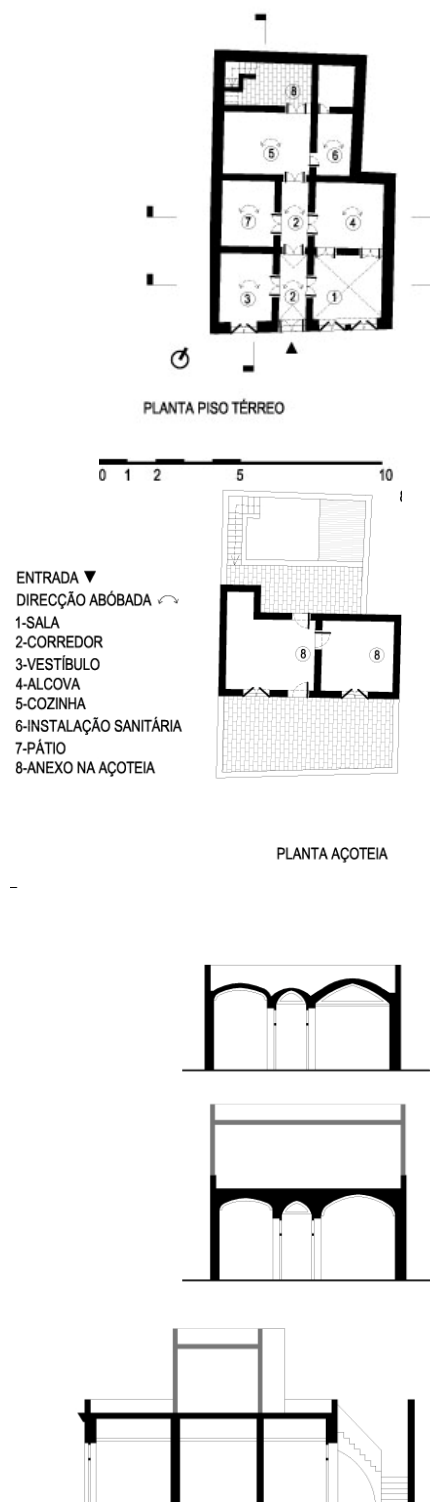 8
5
6
7
2
4
3
2
1
PLANTA PISO TÉRREO
0 1 2 5 10
ENTRADA ▼
DIRECÇÃO ABÓBADA
1-SALA
2-CORREDOR
3-VESTÍBULO
4-ALCOVA
5-COZINHA
6-INSTALAÇÃO SANITÁRIA
7-PÁTIO
8-ANEXO NA AÇOTEIA
8
8
PLANTA AÇOTEIA